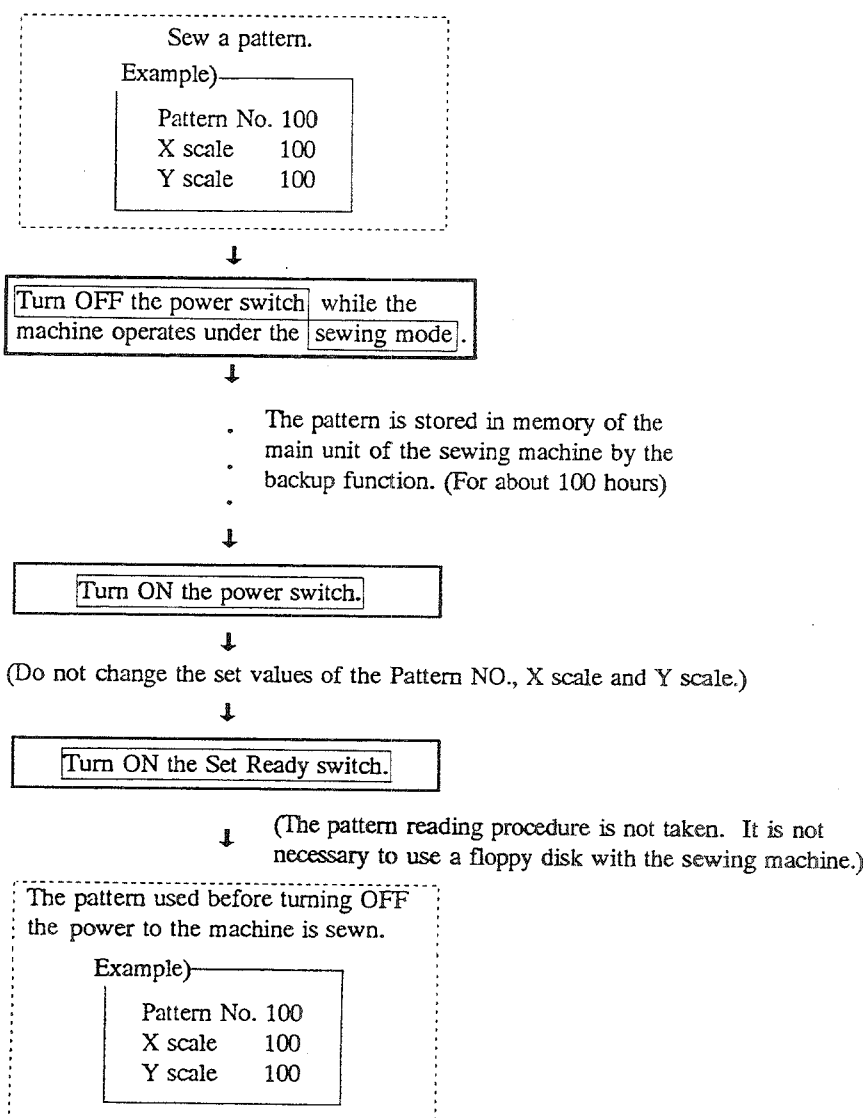 Sew a pattern.
Example)
Pattern No. 100
X scale 100
Y scale 100
↓
Turn OFF the power switch while the
machine operates under the sewing mode.
↓
The pattern is stored in memory of the
main unit of the sewing machine by the
backup function. (For about 100 hours)
↓
Turn ON the power switch.
↓
(Do not change the set values of the Pattern NO., X scale and Y scale.)
↓
Turn ON the Set Ready switch.
↓
(The pattern reading procedure is not taken. It is not
necessary to use a floppy disk with the sewing machine.)
The pattern used before turning OFF
the power to the machine is sewn.
Example)
Pattern No. 100
X scale 100
Y scale 100